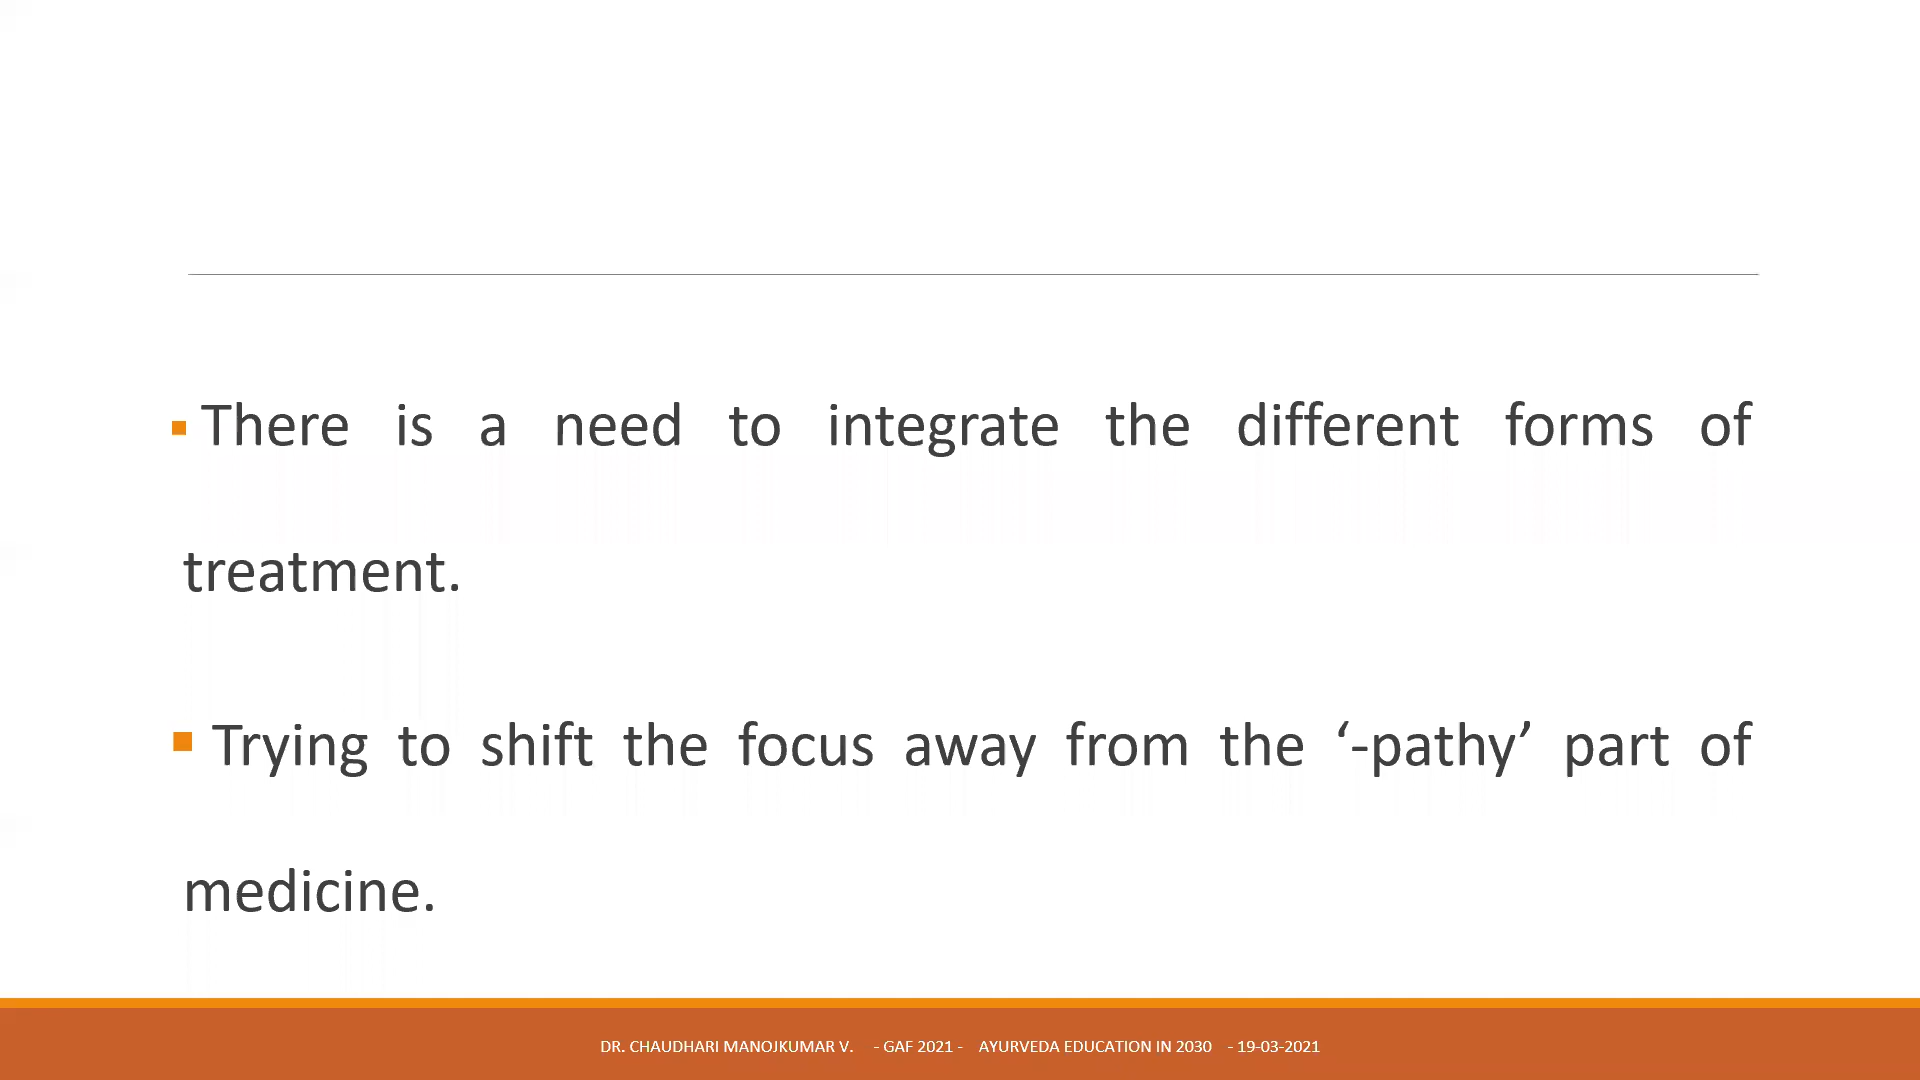 There is a need to integrate the different forms of
treatment.
Trying to shift the focus away from the ‘-pathy’ part of
medicine.
DR. CHAUDHARI MANOJKUMAR V. - GAF 2021 - AYURVEDA EDUCATION IN 2030 - 19-03-2021